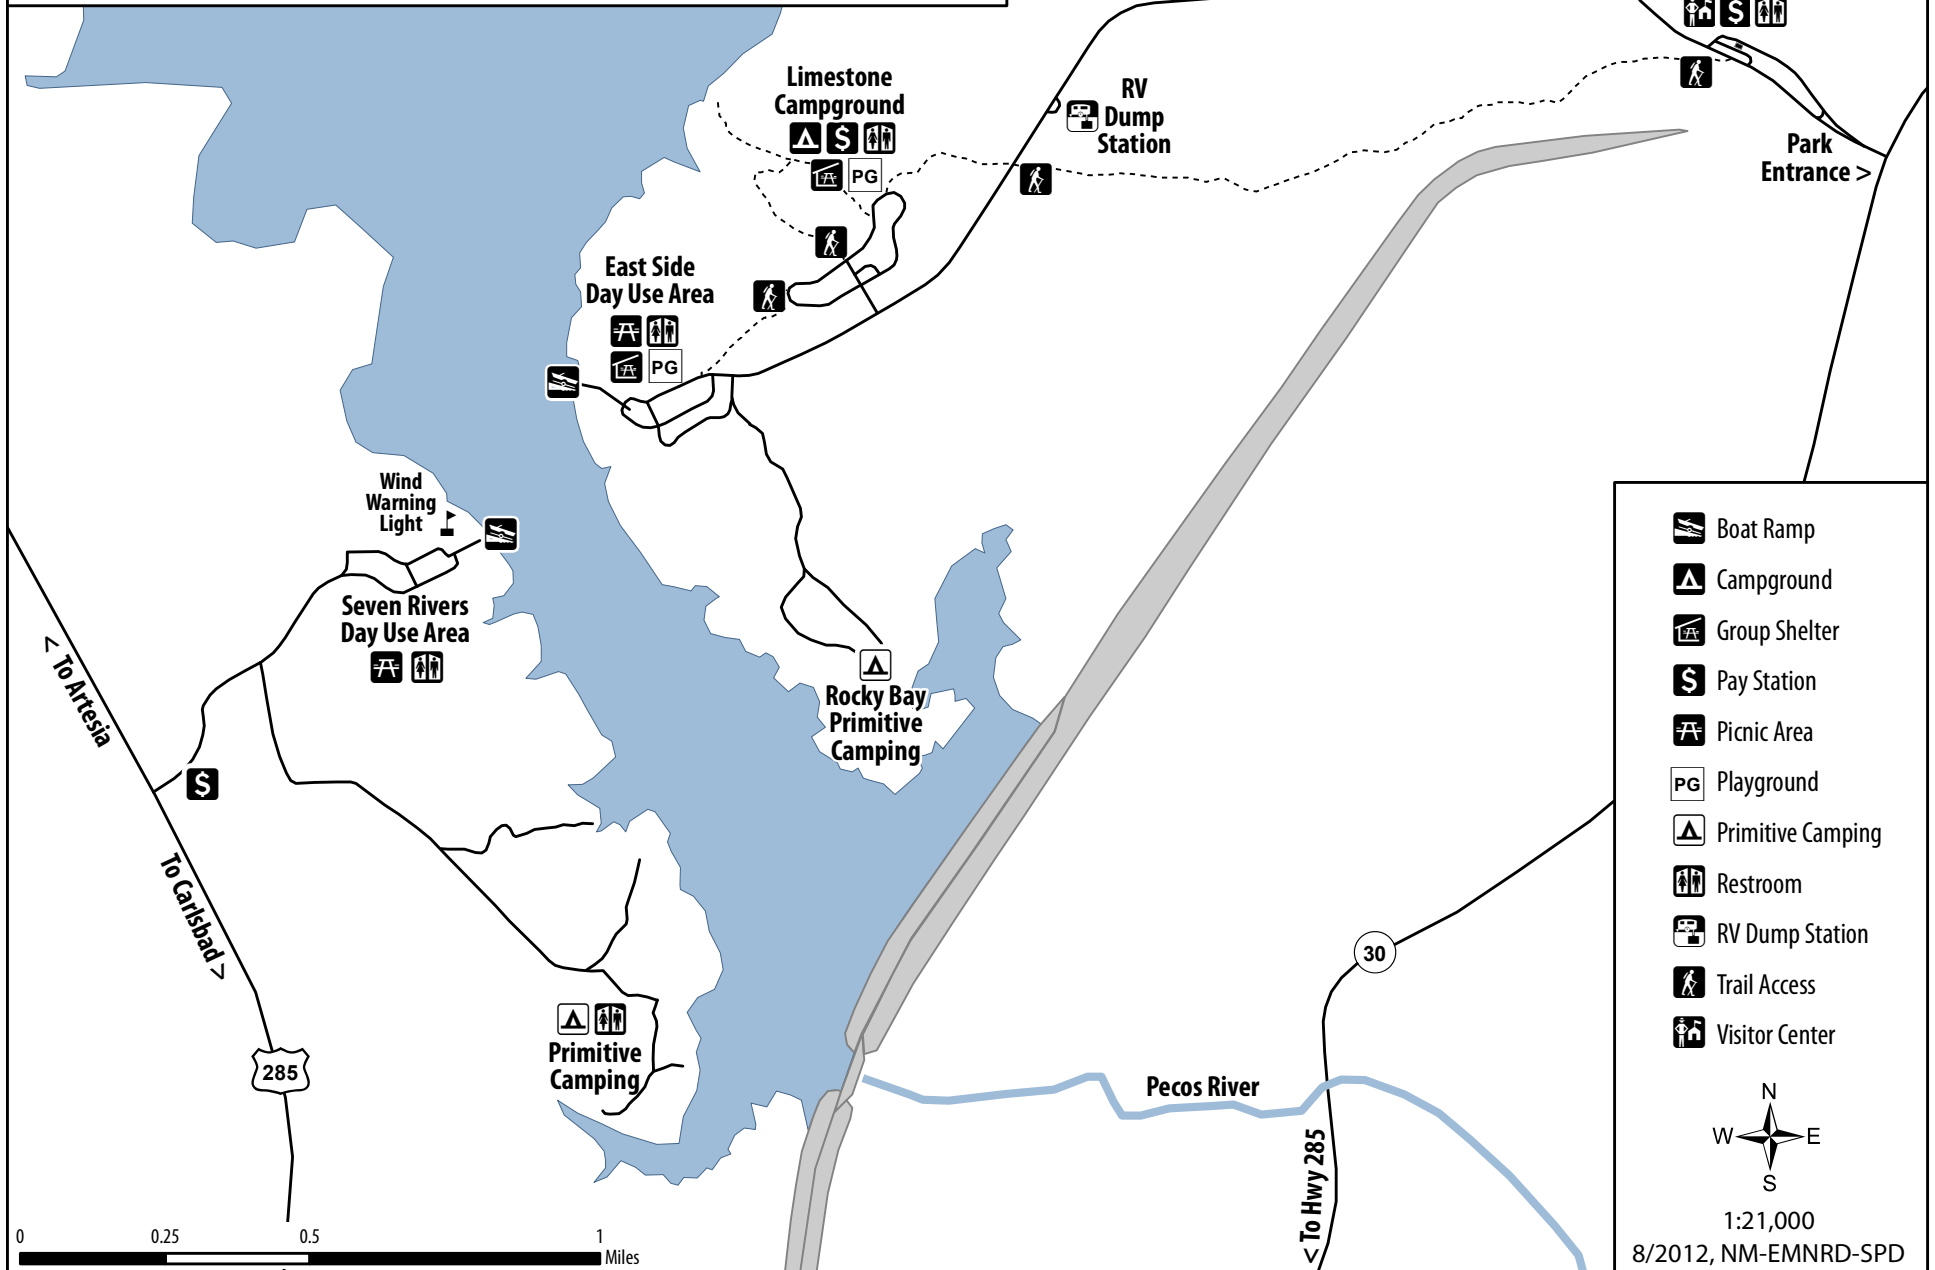 Limestone
Campground
$
PG
RV
Dump
Station
$
Park
Entrance >
East Side
Day Use Area
PG
Wind
Warning
Light
Seven Rivers
Day Use Area
< To Artesia
$
To Carlsbad >
285
Rocky Bay
Primitive
Camping
Primitive
Camping
Pecos River
30
< To Hwy 285
Boat Ramp
Campground
Group Shelter
$ Pay Station
Picnic Area
PG Playground
Primitive Camping
Restroom
RV Dump Station
Trail Access
Visitor Center
N
W E
S
1:21,000
8/2012, NM-EMNRD-SPD
0 0.25 0.5 1
Miles